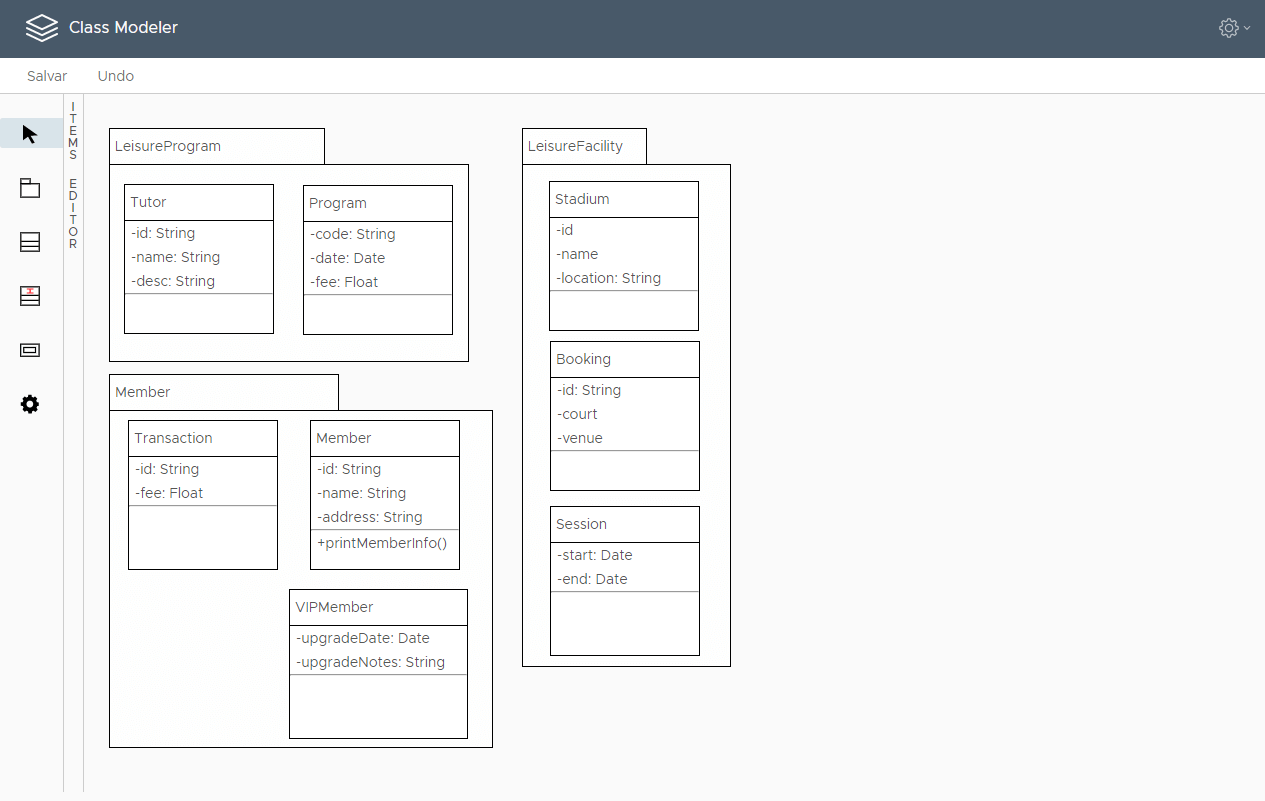 Class Modeler
Salvar
Undo
ITEMS EDITOR
LeisureProgram
Tutor
-id: String
-name: String
-desc: String
Program
-code: String
-date: Date
-fee: Float
Member
Transaction
-id: String
-fee: Float
Member
-id: String
-name: String
-address: String
+printMemberInfo()
VIPMember
-upgradeDate: Date
-upgradeNotes: String
LeisureFacility
Stadium
-id
-name
-location: String
Booking
-id: String
-court
-venue
Session
-start: Date
-end: Date